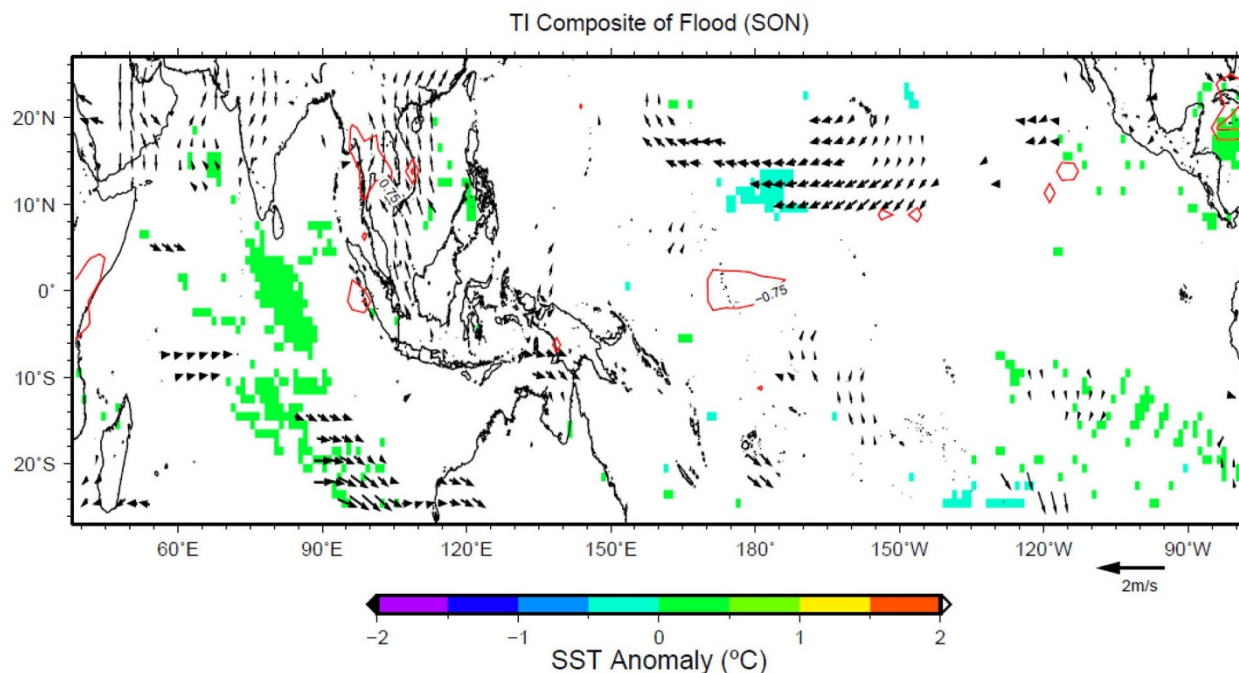 TI Composite of Flood (SON)
20˚N
10˚N
0˚
10˚S
20˚S
−0.75
−0.75
60˚E 90˚E 120˚E 150˚E 180˚ 150˚W 120˚W 90˚W
2m/s
−2 −1 0 1 2
SST Anomaly (ºC)